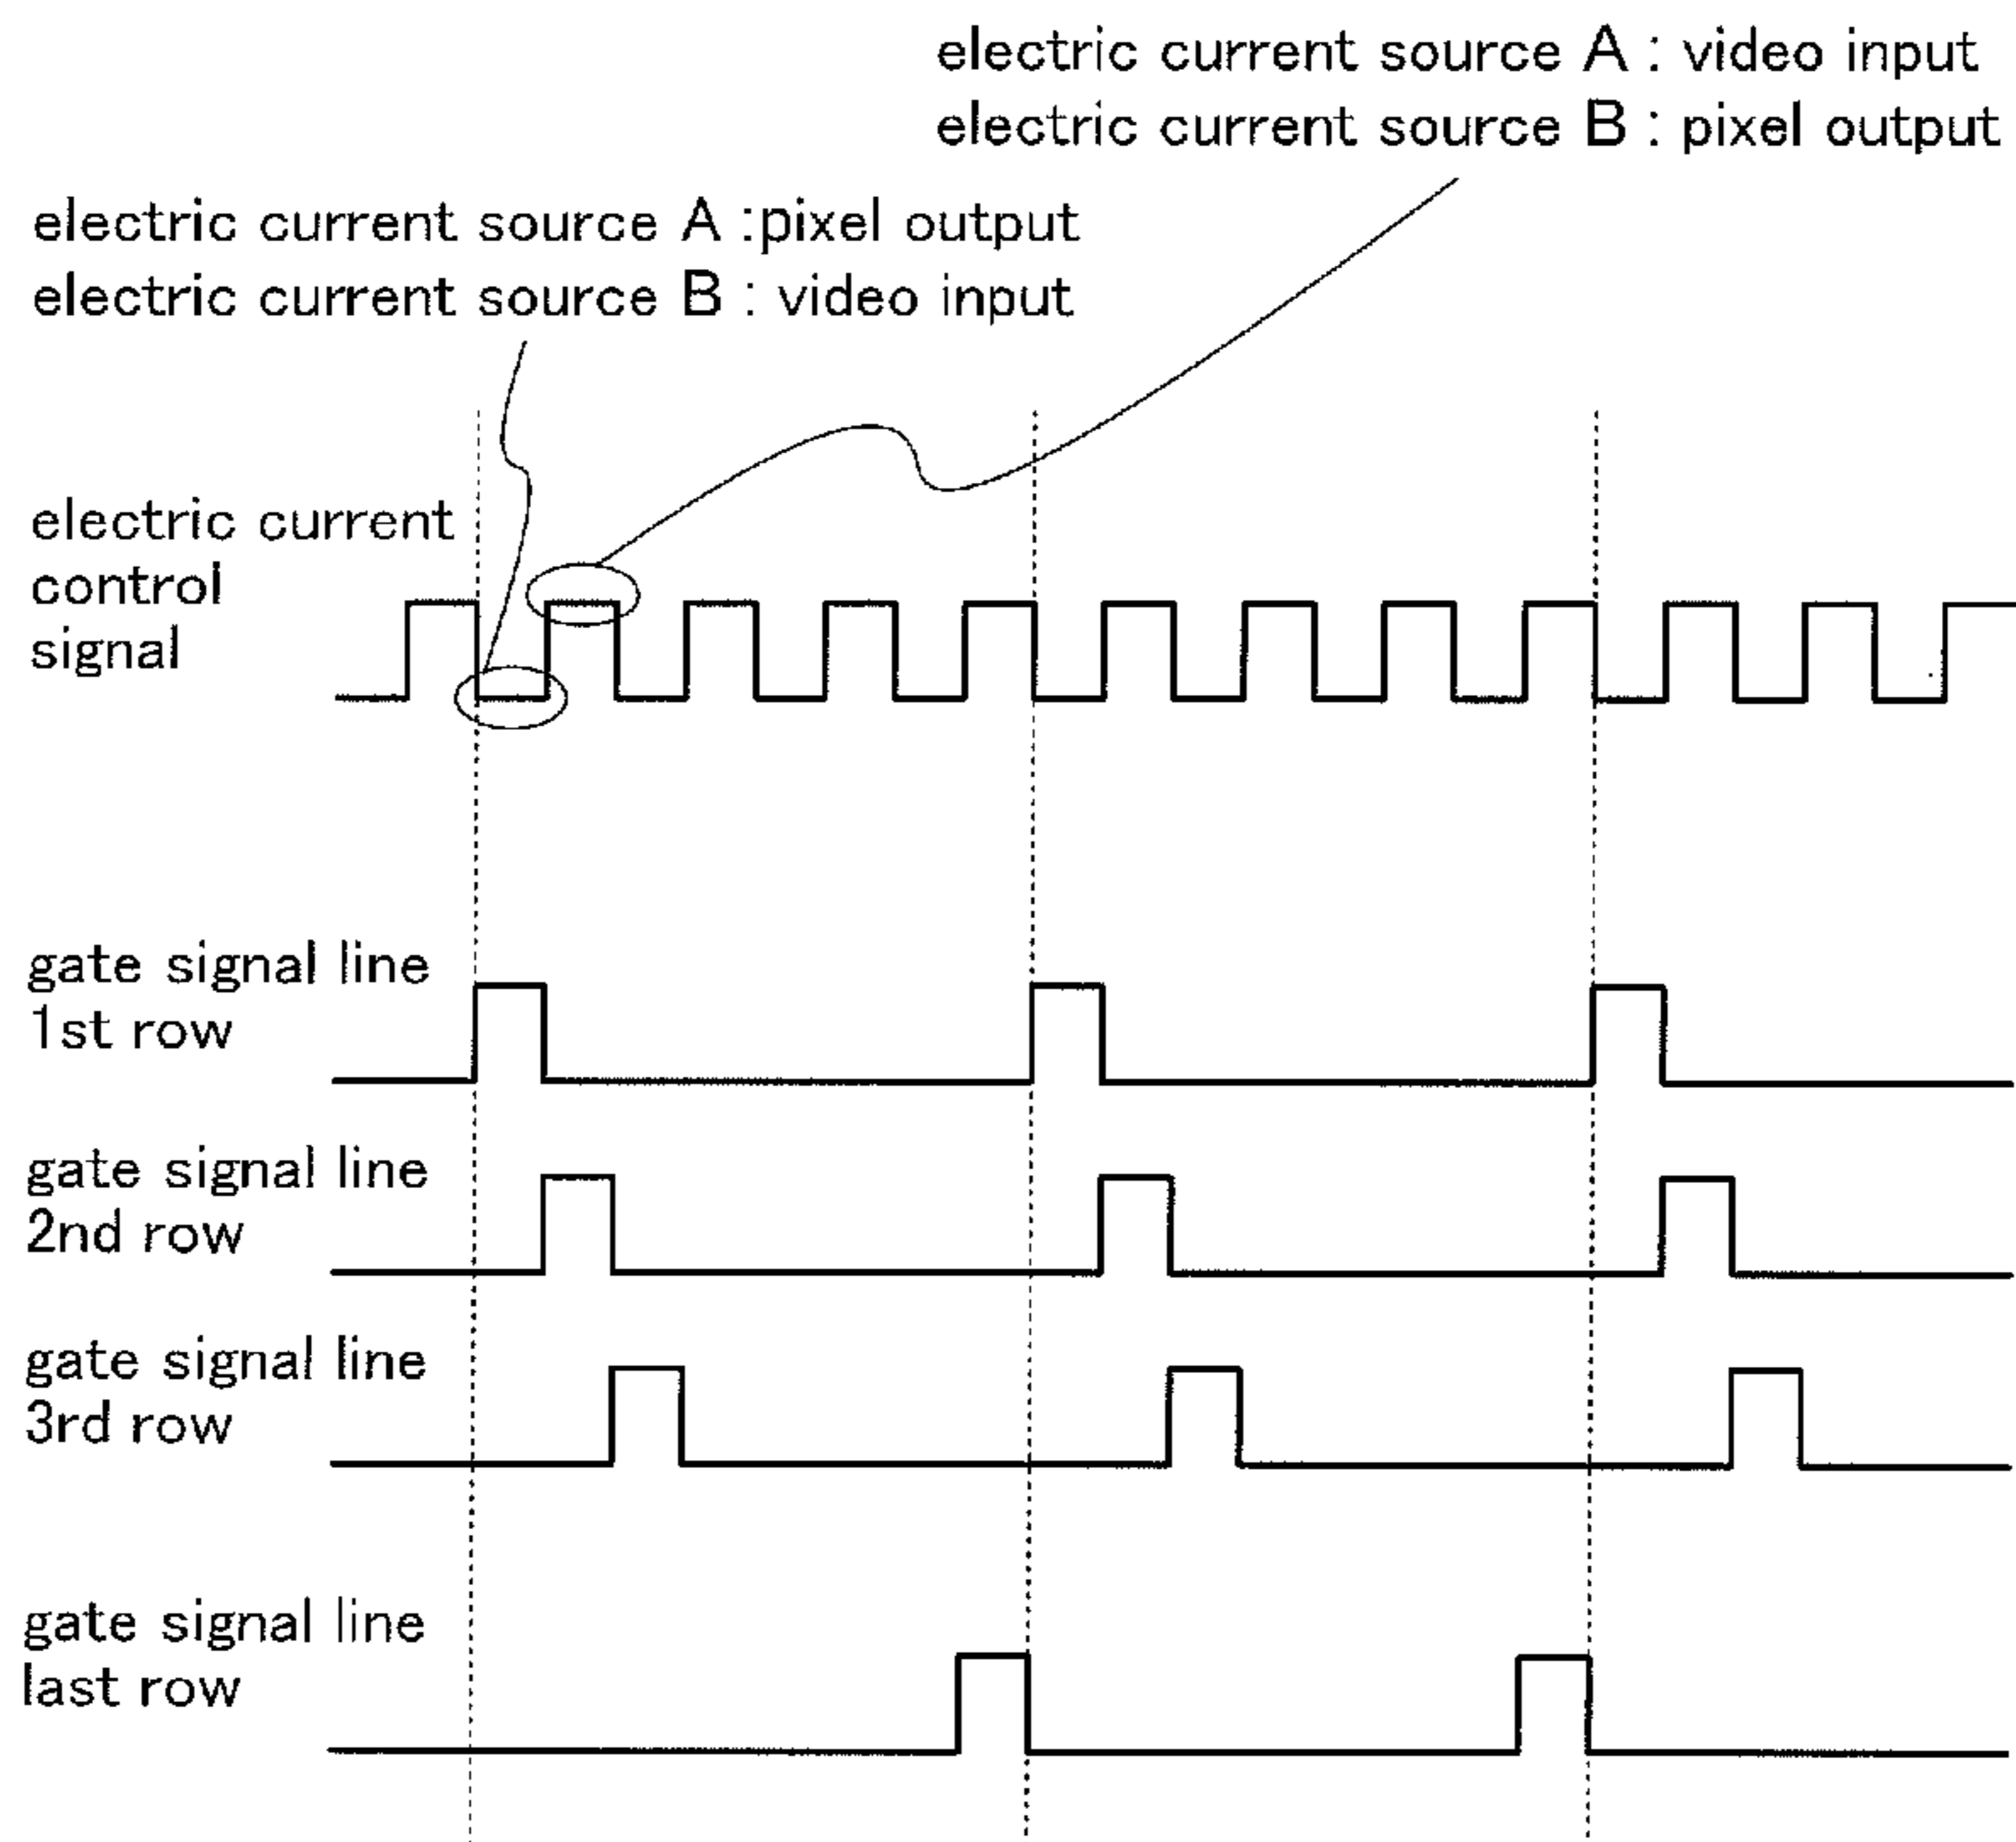 electric current source A : video input
electric current source B : pixel output
electric current source A :pixel output
electric current source B : video input
electric current
control
signal
gate signal line
1st row
gate signal line
2nd row
gate signal line
3rd row
gate signal line
last row